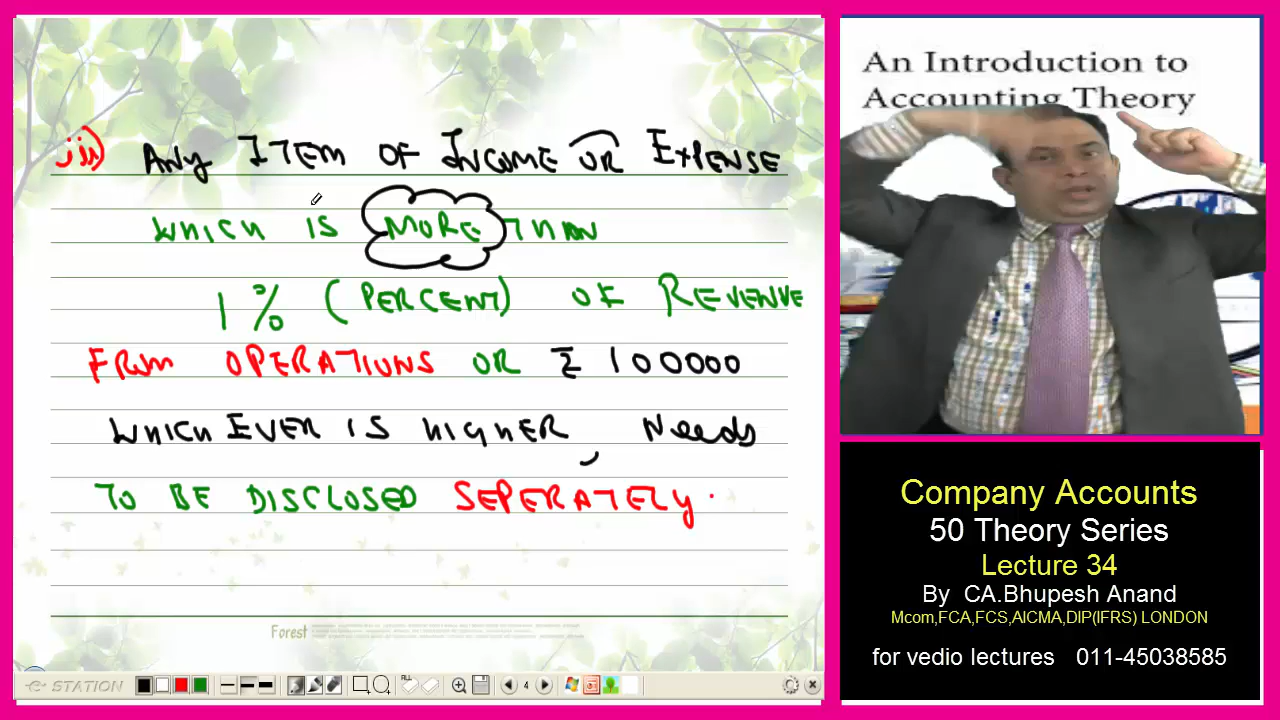 iii) ANY ITEM OF INCOME OR EXPENSE
WHICH IS MORE THAN
1% (PERCENT) OF REVENUE
FROM OPERATIONS OR ₹ 100000
WHICH EVER IS HIGHER, Needs
TO BE DISCLOSED SEPERATELY.
Forest
e STATION
4
An Introduction to
Accounting Theory
Company Accounts
50 Theory Series
Lecture 34
By CA.Bhupesh Anand
Mcom,FCA,FCS,AICMA,DIP(IFRS) LONDON
for vedio lectures 011-45038585